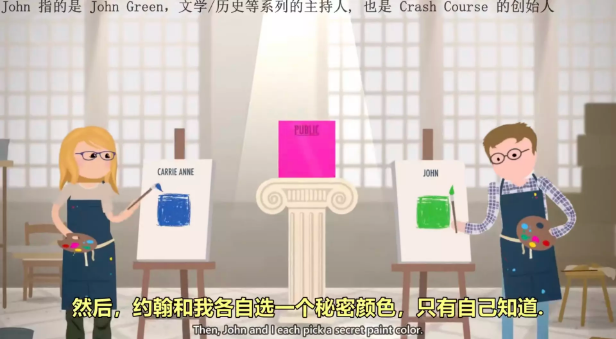 John 指的是 John Green，文学/历史等系列的主持人, 也是 Crash Course 的创始人
PUBLIC
CARRIE ANNE
JOHN
然后，约翰和我各自选一个秘密颜色，只有自己知道.
Then, John and I each pick a secret paint color.